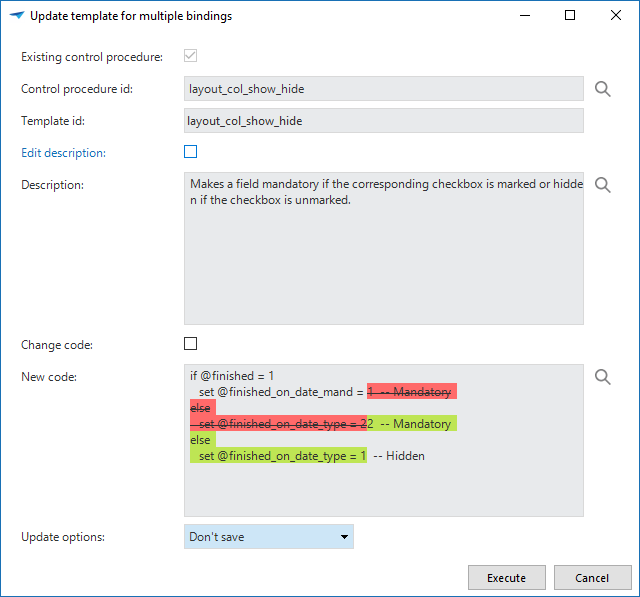 Update template for multiple bindings
Existing control procedure:
Control procedure id: layout_col_show_hide
Template id: layout_col_show_hide
Edit description:
Description: Makes a field mandatory if the corresponding checkbox is marked or hidde
n if the checkbox is unmarked.
Change code:
New code: if @finished = 1
set @finished_on_date_mand = 1 -- Mandatory
else
set @finished_on_date_type = 22 -- Mandatory
else
set @finished_on_date_type = 1 -- Hidden
Update options: Don't save
Execute Cancel